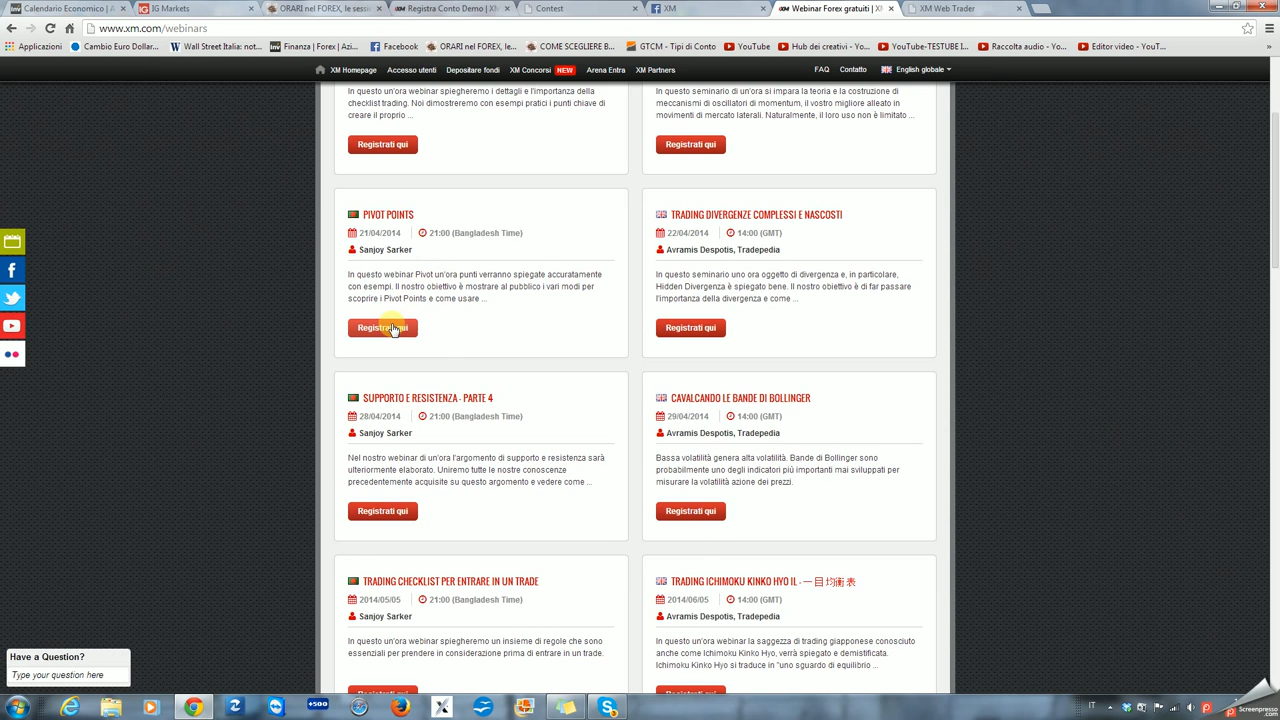 Calendario Economico | A
IG Markets
ORARI nel FOREX, le sessi
Registra Conto Demo | XM
Contest
XM
Webinar Forex gratuiti | X
XM Web Trader
www.xm.com/webinars
Applicazioni
Cambio Euro Dollar...
Wall Street Italia: not...
Finanza | Forex | Azi...
Facebook
ORARI nel FOREX, le...
COME SCEGLIERE B...
GTCM - Tipi di Conto
YouTube
Hub dei creativi - Yo...
YouTube-TESTUBE I...
Raccolta audio - Yo...
Editor video - YouT...
XM Homepage
Accesso utenti
Depositare fondi
XM Concorsi NEW
Arena Entra
XM Partners
FAQ
Contatto
English globale
In questo un'ora webinar spiegheremo i dettagli e l'importanza della
checklist trading. Noi dimostreremo con esempi pratici i punti chiave di
creare il proprio ...
Registrati qui
In questo seminario di un'ora si impara la teoria e la costruzione di
meccanismi di oscillatori di momentum, il vostro migliore alleato in
movimenti di mercato laterali. Naturalmente, il loro uso non è limitato ...
Registrati qui
PIVOT POINTS
21/04/2014
21:00 (Bangladesh Time)
Sanjoy Sarker
In questo webinar Pivot un'ora punti verranno spiegate accuratamente
con esempi. Il nostro obiettivo è mostrare al pubblico i vari modi per
scoprire i Pivot Points e come usare ...
Registrati qui
TRADING DIVERGENZE COMPLESSI E NASCOSTI
22/04/2014
14:00 (GMT)
Avramis Despotis, Tradepedia
In questo seminario uno ora oggetto di divergenza e, in particolare,
Hidden Divergenza è spiegato bene. Il nostro obiettivo è di far passare
l'importanza della divergenza e come ...
Registrati qui
SUPPORTO E RESISTENZA - PARTE 4
28/04/2014
21:00 (Bangladesh Time)
Sanjoy Sarker
Nel nostro webinar di un'ora l'argomento di supporto e resistenza sarà
ulteriormente elaborato. Uniremo tutte le nostre conoscenze
precedentemente acquisite su questo argomento e vedere come ...
Registrati qui
CAVALCANDO LE BANDE DI BOLLINGER
29/04/2014
14:00 (GMT)
Avramis Despotis, Tradepedia
Bassa volatilità genera alta volatilità. Bande di Bollinger sono
probabilmente uno degli indicatori più importanti mai sviluppati per
misurare la volatilità azione dei prezzi.
Registrati qui
TRADING CHECKLIST PER ENTRARE IN UN TRADE
2014/05/05
21:00 (Bangladesh Time)
Sanjoy Sarker
In questo un'ora webinar spiegheremo un insieme di regole che sono
essenziali per prendere in considerazione prima di entrare in un trade.
Registrati qui
TRADING ICHIMOKU KINKO HYO IL - 一目均衡表
2014/06/05
14:00 (GMT)
Avramis Despotis, Tradepedia
In questo un'ora webinar la saggezza di trading giapponese conosciuto
anche come Ichimoku Kinko Hyo, verrà spiegato e demistificata.
Ichimoku Kinko Hyo si traduce in "uno sguardo di equilibrio ...
Registrati qui
Have a Question?
Type your question here
+500
IT
Screenpresso
.com